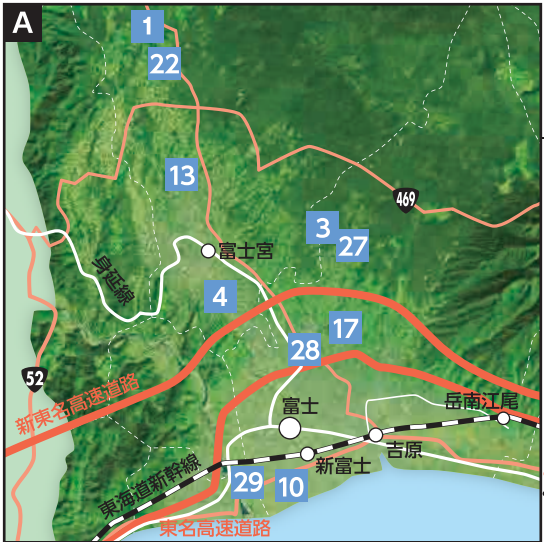 A
1
22
13
469
3
27
富士宮
身延線
4
17
28
52
新東名高速道路
富士
岳南江尾
吉原
新富士
東海道新幹線
29
10
東名高速道路